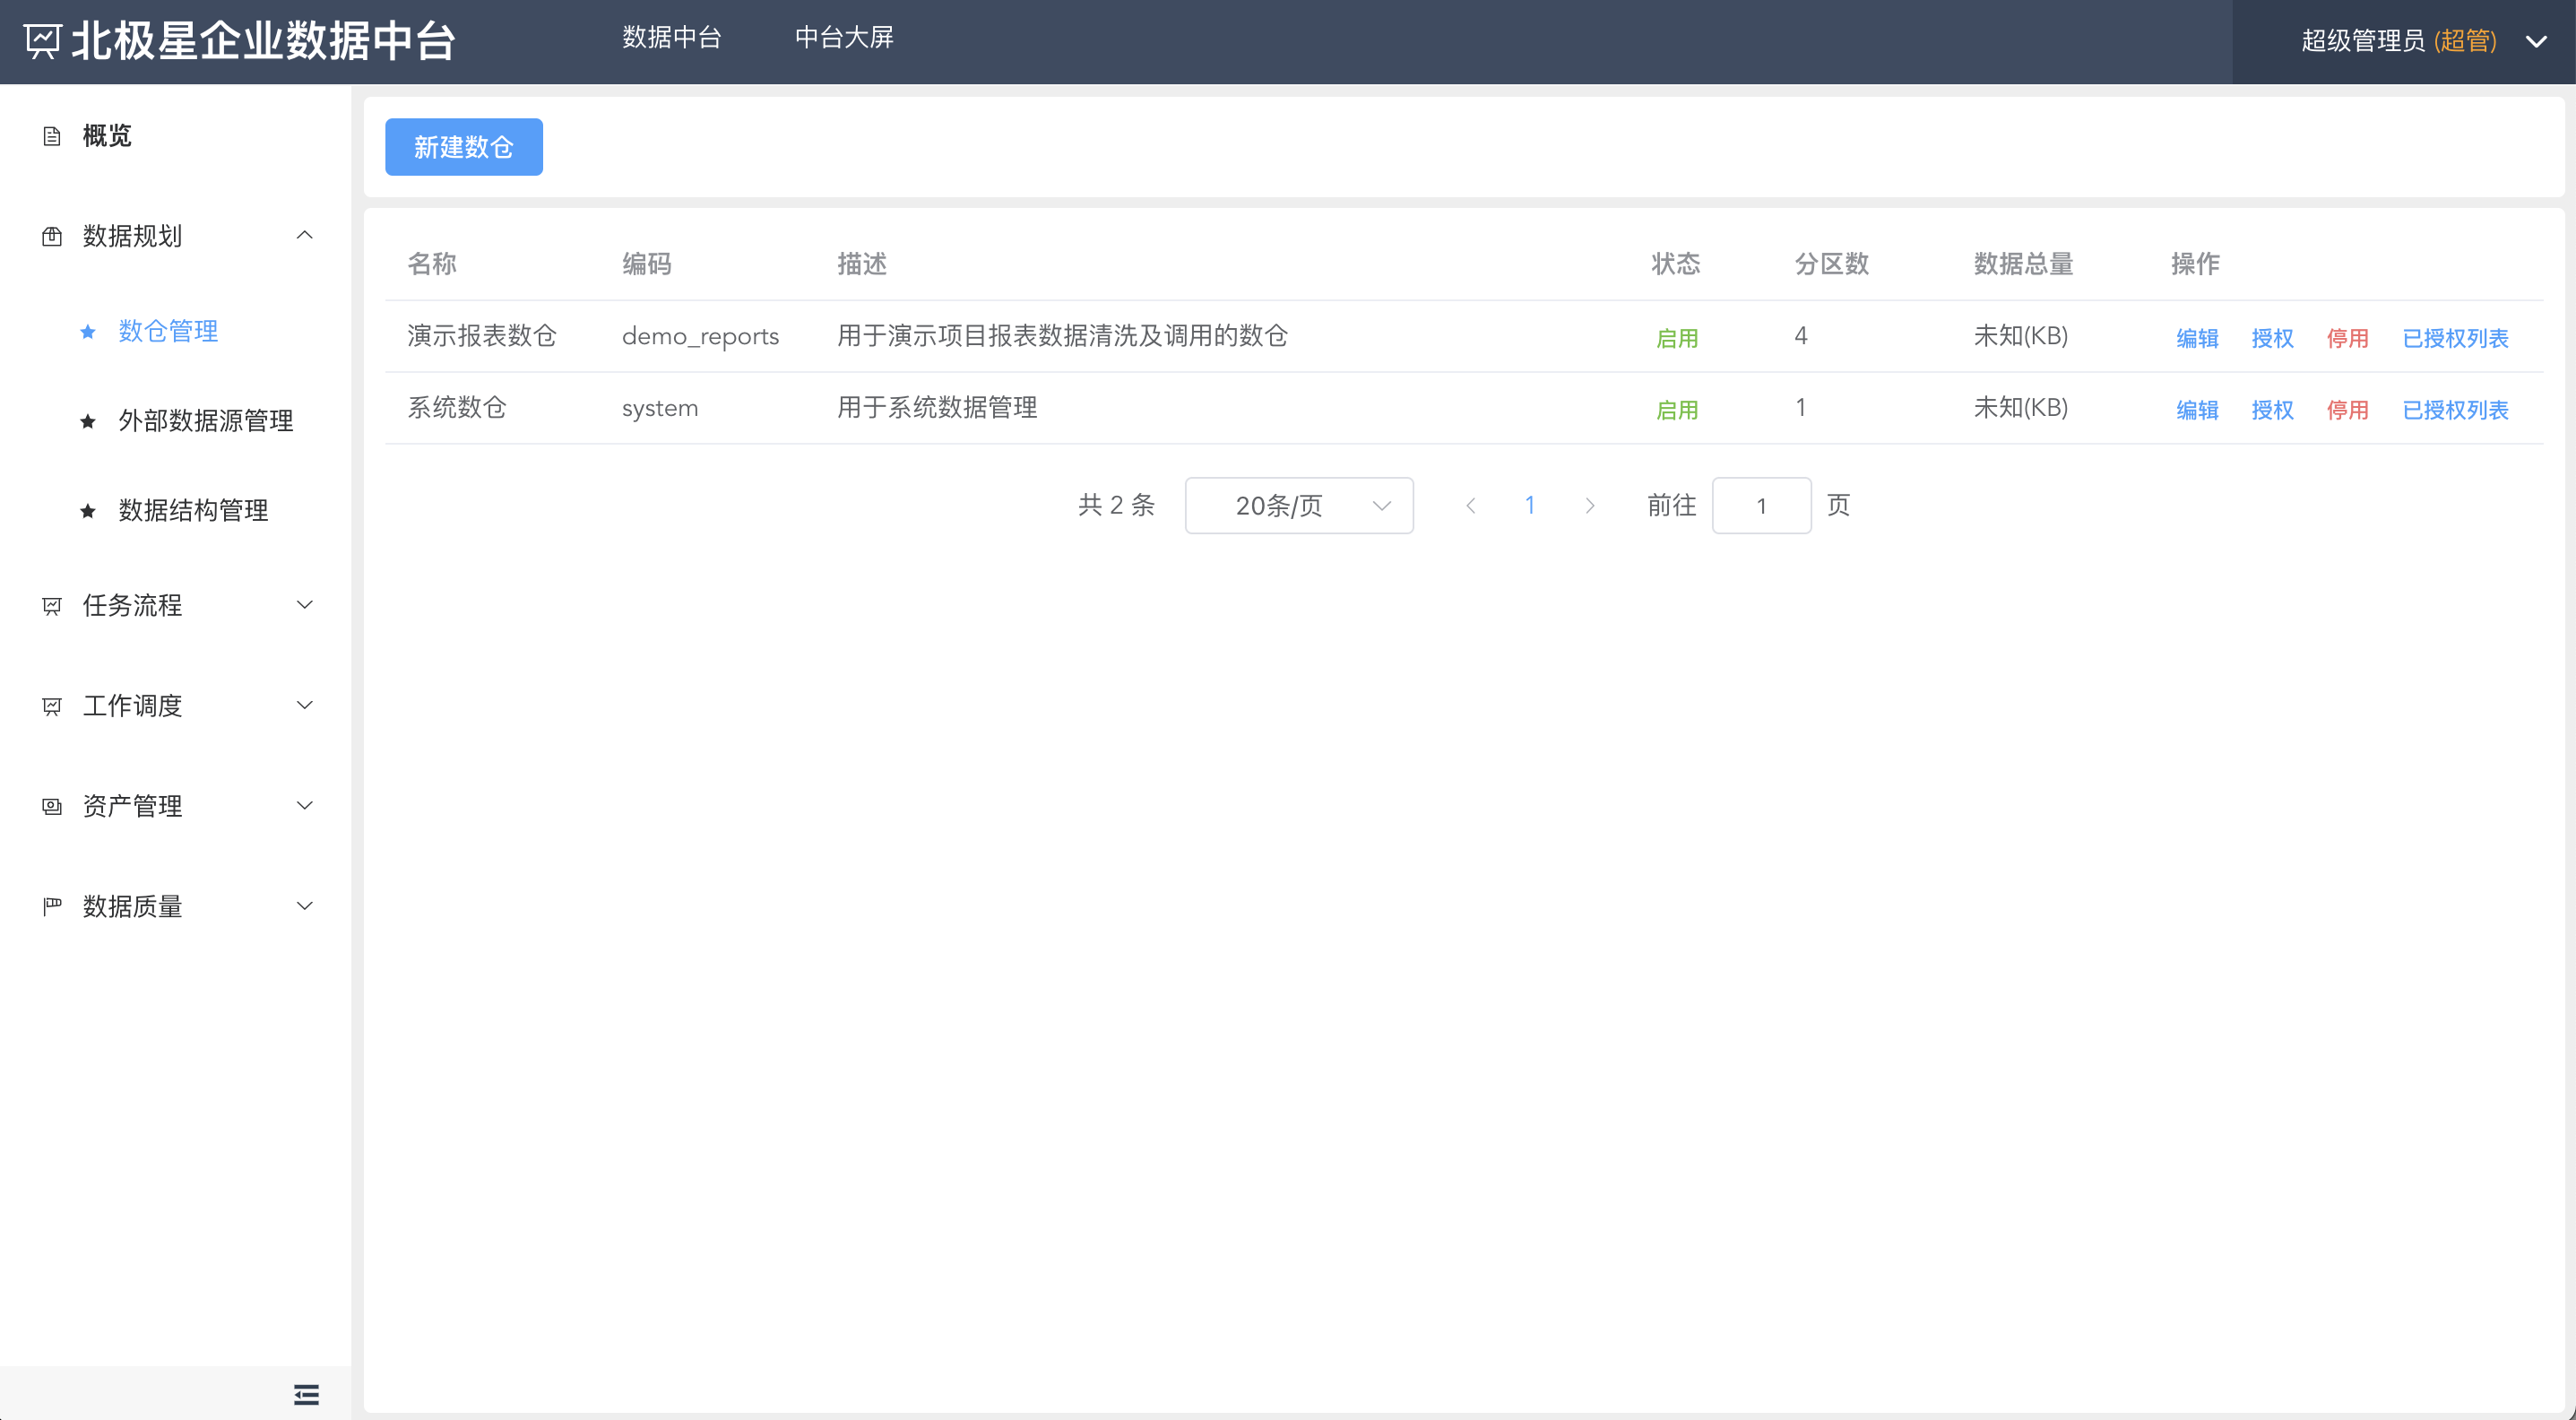 北极星企业数据中台 数据中台 中台大屏 超级管理员 (超管)
概览
数据规划
数仓管理
外部数据源管理
数据结构管理
任务流程
工作调度
资产管理
数据质量
新建数仓
名称 编码 描述 状态 分区数 数据总量 操作
演示报表数仓 demo_reports 用于演示项目报表数据清洗及调用的数仓 启用 4 未知(KB) 编辑 授权 停用 已授权列表
系统数仓 system 用于系统数据管理 启用 1 未知(KB) 编辑 授权 停用 已授权列表
共 2 条 20条/页 1 前往 1 页